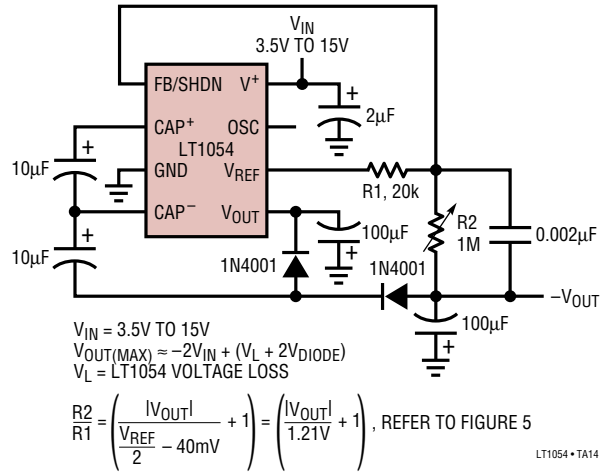 V_IN
3.5V TO 15V
FB/SHDN V⁺
+
2µF
CAP⁺ OSC
LT1054
+
10µF
GND V_REF
R1, 20k
CAP⁻ V_OUT
+
10µF
100µF
+
R2
1M
0.002µF
1N4001
1N4001
–V_OUT
100µF
+
V_IN = 3.5V TO 15V
V_OUT(MAX) ≈ –2V_IN + (V_L + 2V_DIODE)
V_L = LT1054 VOLTAGE LOSS
R2/R1 = (|V_OUT| / (V_REF/2 – 40mV) + 1) = (|V_OUT|/1.21V + 1), REFER TO FIGURE 5
LT1054 • TA14